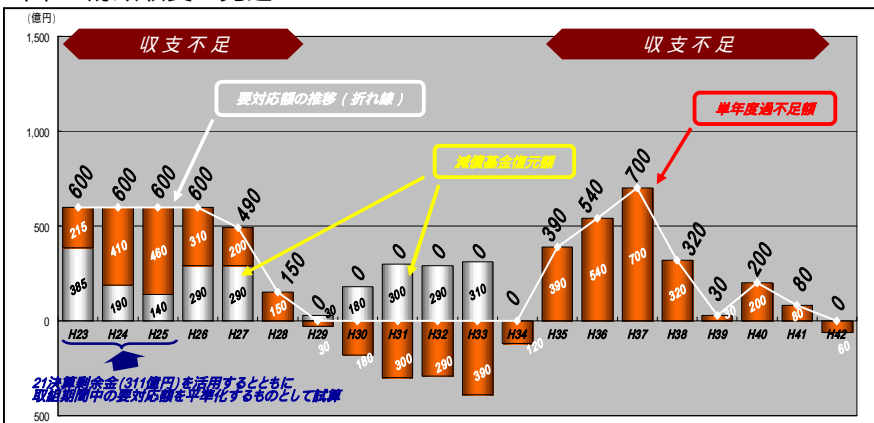 (億円)
1,500
収支不足
収支不足
要対応額の推移(折れ線)
単年度過不足額
1,000
減債基金復元額
600
600
600
600
490
150
0
0
0
0
0
0
390
540
700
320
30
200
80
0
500
215
410
460
310
200
385
190
140
290
290
150
30
180
300
290
310
390
540
700
320
30
200
80
0
H23
H24
H25
H26
H27
H28
H29
H30
H31
H32
H33
H34
H35
H36
H37
H38
H39
H40
H41
H42
30
180
300
290
390
120
60
21決算剰余金(311億円)を活用するとともに
取組期間中の要対応額を平準化するものとして試算
500